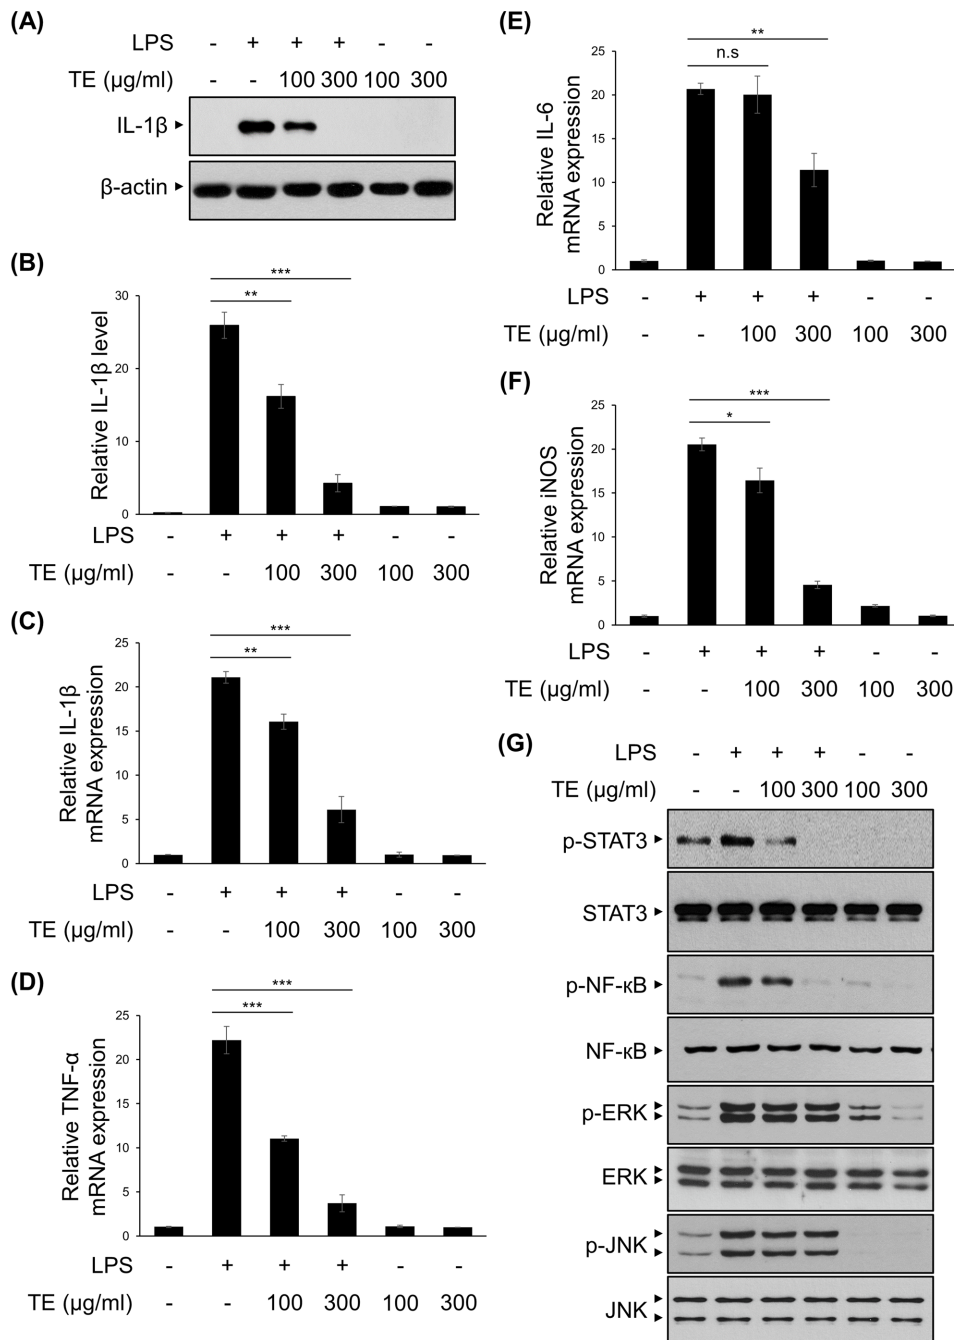 (A)
LPS - + + + - -
TE (µg/ml) - - 100 300 100 300
IL-1β
β-actin
(B)
***
**
Relative IL-1β level
30
20
10
0
LPS - + + + - -
TE (µg/ml) - - 100 300 100 300
(C)
***
**
Relative IL-1β
mRNA expression
25
20
15
10
5
0
LPS - + + + - -
TE (µg/ml) - - 100 300 100 300
(D)
***
***
Relative TNF-α
mRNA expression
25
20
15
10
5
0
LPS - + + + - -
TE (µg/ml) - - 100 300 100 300
(E)
**
n.s
Relative IL-6
mRNA expression
25
20
15
10
5
0
LPS - + + + - -
TE (µg/ml) - - 100 300 100 300
(F)
***
*
Relative iNOS
mRNA expression
25
20
15
10
5
0
LPS - + + + - -
TE (µg/ml) - - 100 300 100 300
(G)
LPS - + + + - -
TE (µg/ml) - - 100 300 100 300
p-STAT3
STAT3
p-NF-κB
NF-κB
p-ERK
ERK
p-JNK
JNK